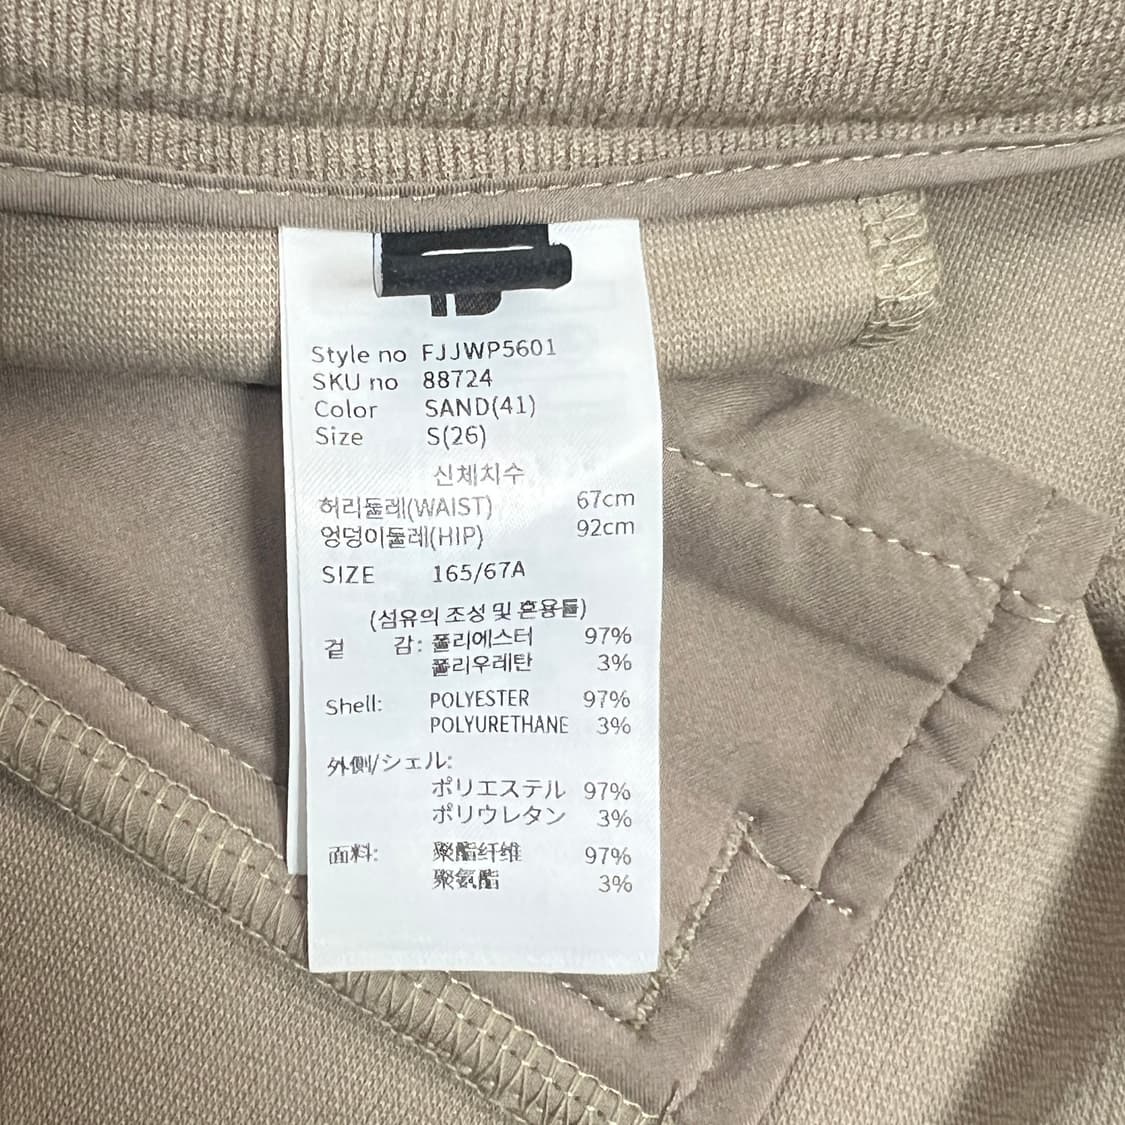 Style no FJJWP5601
SKU no 88724
Color SAND(41)
Size S(26)
신체치수
허리둘레(WAIST) 67cm
엉덩이둘레(HIP) 92cm
SIZE 165/67A
(섬유의 조성 및 혼용률)
겉 감: 폴리에스터 97%
폴리우레탄 3%
Shell: POLYESTER 97%
POLYURETHANE 3%
外側/シェル:
ポリエステル 97%
ポリウレタン 3%
面料: 聚酯纤维 97%
聚氨酯 3%